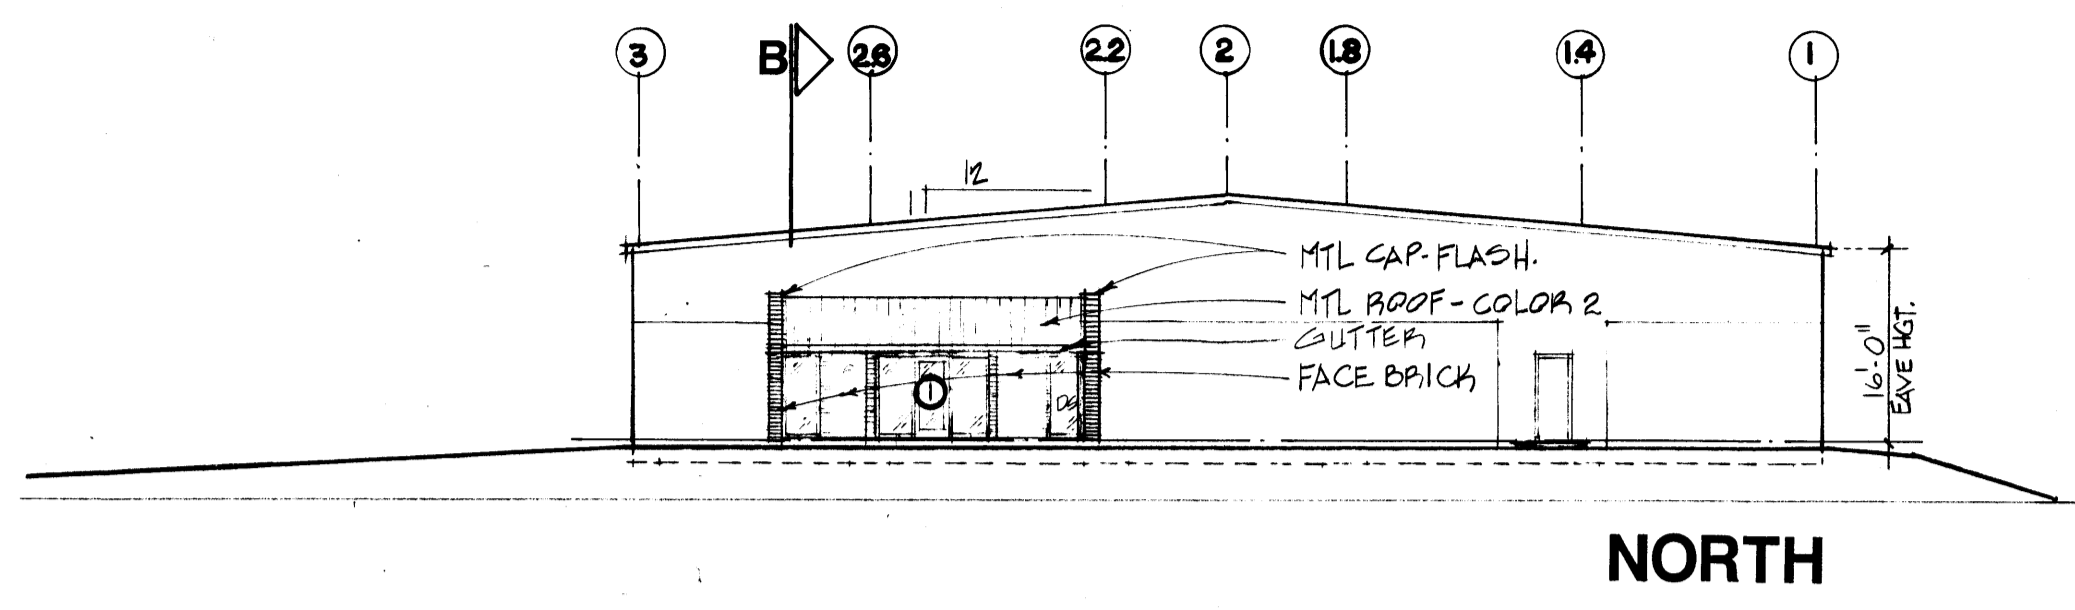 3 B 2.6 2.2 2 1.8 1.4 1
12
1
MTL CAP-FLASH.
MTL ROOF-COLOR 2
GUTTER
FACE BRICK
1
DS
16'-0"
EAVE HGT.
NORTH